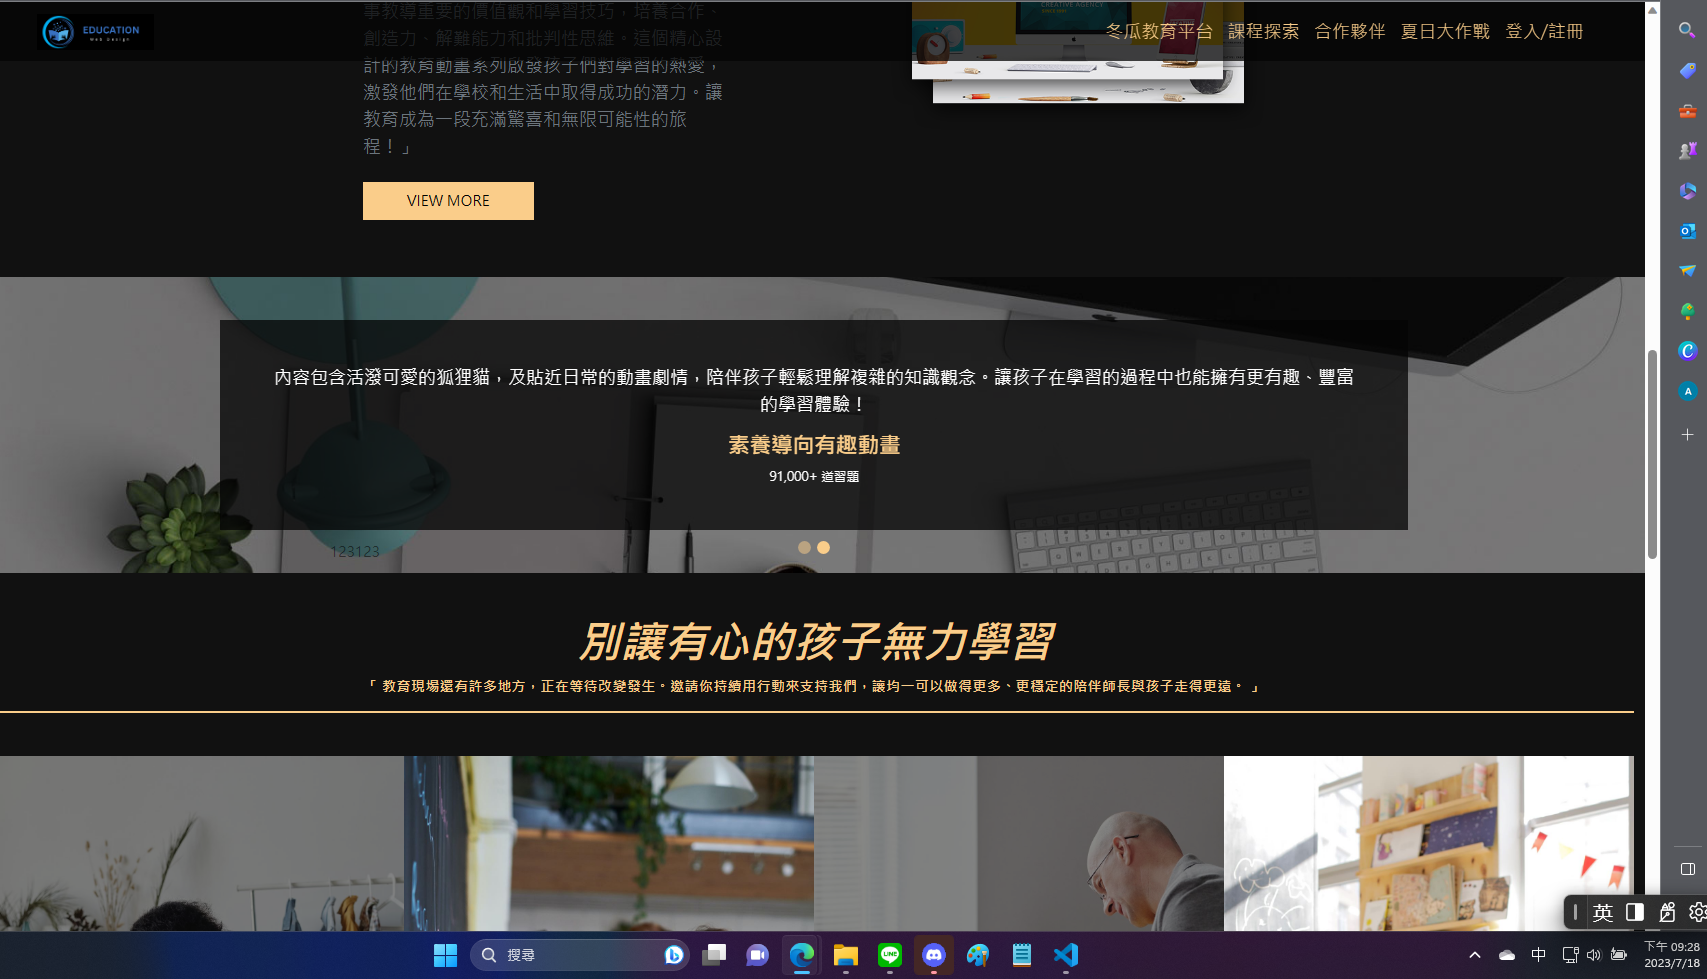 事教導重要的價值觀和學習技巧，培養合作、
EDUCATION
Web Design
冬瓜教育平台 課程探索 合作夥伴 夏日大作戰 登入/註冊
創造力、解難能力和批判性思維。這個精心設
計的教育動畫系列啟發孩子們對學習的熱愛，
激發他們在學校和生活中取得成功的潛力。讓
教育成為一段充滿驚喜和無限可能性的旅
程！」
CREATIVE AGENCY
VIEW MORE
內容包含活潑可愛的狐狸貓，及貼近日常的動畫劇情，陪伴孩子輕鬆理解複雜的知識觀念。讓孩子在學習的過程中也能擁有更有趣、豐富
的學習體驗！
素養導向有趣動畫
91,000+ 道習題
123123
別讓有心的孩子無力學習
「 教育現場還有許多地方，正在等待改變發生。邀請你持續用行動來支持我們，讓均一可以做得更多、更穩定的陪伴師長與孩子走得更遠。 」
英
搜尋
LINE
中
下午 09:28
2023/7/18